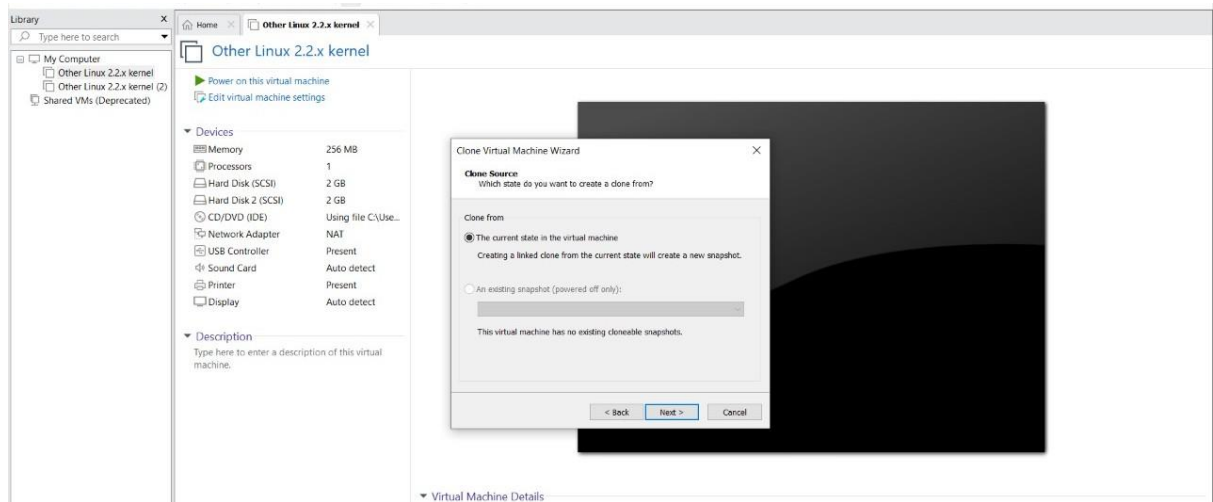 Library X
Type here to search
My Computer
Other Linux 2.2.x kernel
Other Linux 2.2.x kernel (2)
Shared VMs (Deprecated)
Home
Other Linux 2.2.x kernel
Other Linux 2.2.x kernel
Power on this virtual machine
Edit virtual machine settings
Devices
Memory 256 MB
Processors 1
Hard Disk (SCSI) 2 GB
Hard Disk 2 (SCSI) 2 GB
CD/DVD (IDE) Using file C:\Use...
Network Adapter NAT
USB Controller Present
Sound Card Auto detect
Printer Present
Display Auto detect
Description
Type here to enter a description of this virtual
machine.
Clone Virtual Machine Wizard
Clone Source
Which state do you want to create a clone from?
Clone from
The current state in the virtual machine
Creating a linked clone from the current state will create a new snapshot.
An existing snapshot (powered off only):
This virtual machine has no existing cloneable snapshots.
< Back Next > Cancel
Virtual Machine Details